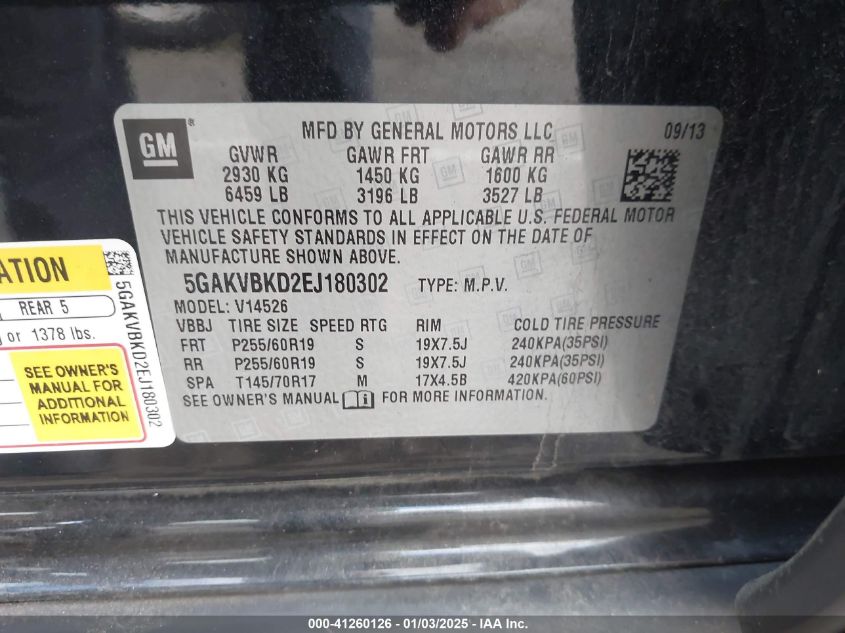 GM
MFD BY GENERAL MOTORS LLC 09/13
GVWR GAWR FRT GAWR RR
2930 KG 1450 KG 1600 KG
6459 LB 3196 LB 3527 LB
THIS VEHICLE CONFORMS TO ALL APPLICABLE U.S. FEDERAL MOTOR
VEHICLE SAFETY STANDARDS IN EFFECT ON THE DATE OF
MANUFACTURE SHOWN ABOVE.
5GAKVBKD2EJ180302 TYPE: M.P.V.
MODEL: V14526
VBBJ TIRE SIZE SPEED RTG RIM COLD TIRE PRESSURE
FRT P255/60R19 S 19X7.5J 240KPA(35PSI)
RR P255/60R19 S 19X7.5J 240KPA(35PSI)
SPA T145/70R17 M 17X4.5B 420KPA(60PSI)
SEE OWNER'S MANUAL FOR MORE INFORMATION.
REAR 5
or 1378 lbs.
SEE OWNER'S
MANUAL FOR
ADDITIONAL
INFORMATION
5GAKVBKD2EJ180302
000-41260126 - 01/03/2025 - IAA Inc.